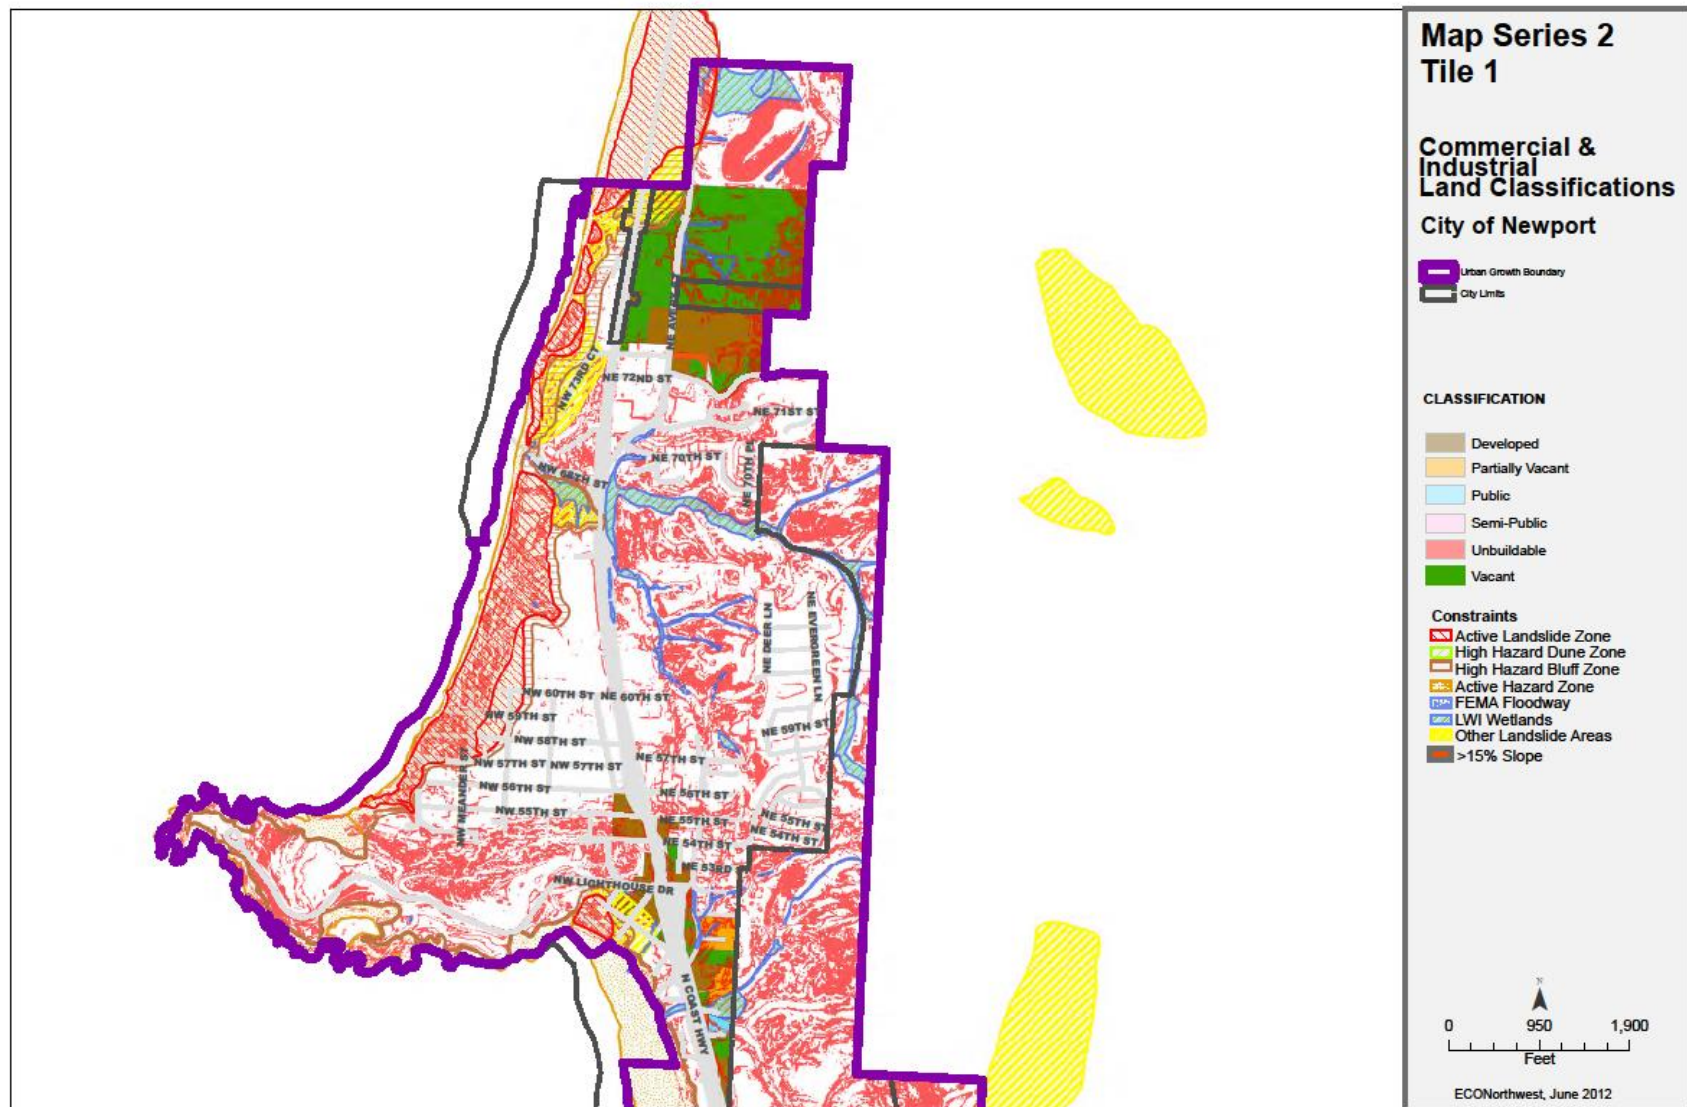 Map Series 2
Tile 1
Commercial &
Industrial
Land Classifications
City of Newport
Urban Growth Boundary
City Limits
CLASSIFICATION
Developed
Partially Vacant
Public
Semi-Public
Unbuildable
Vacant
Constraints
Active Landslide Zone
High Hazard Dune Zone
High Hazard Bluff Zone
Active Hazard Zone
FEMA Floodway
LWI Wetlands
Other Landslide Areas
>15% Slope
N
0 950 1,900
Feet
ECONorthwest, June 2012
NW 73RD CT
NE 72ND ST
NE 71ST ST
NE 70TH ST
NE 70TH PL
NW 68TH ST
NE DEER LN
NE EVERGREEN LN
NW 60TH ST NE 60TH ST
NW 59TH ST
NE 59TH ST
NW 58TH ST
NW 57TH ST NW 57TH ST
NE 57TH ST
NW MEANDER ST
NW 56TH ST
NE 56TH ST
NW 55TH ST
NE 55TH ST
NE 55TH ST
NE 54TH ST
NE 54TH ST
NE 53RD
NW LIGHTHOUSE DR
N COAST HWY